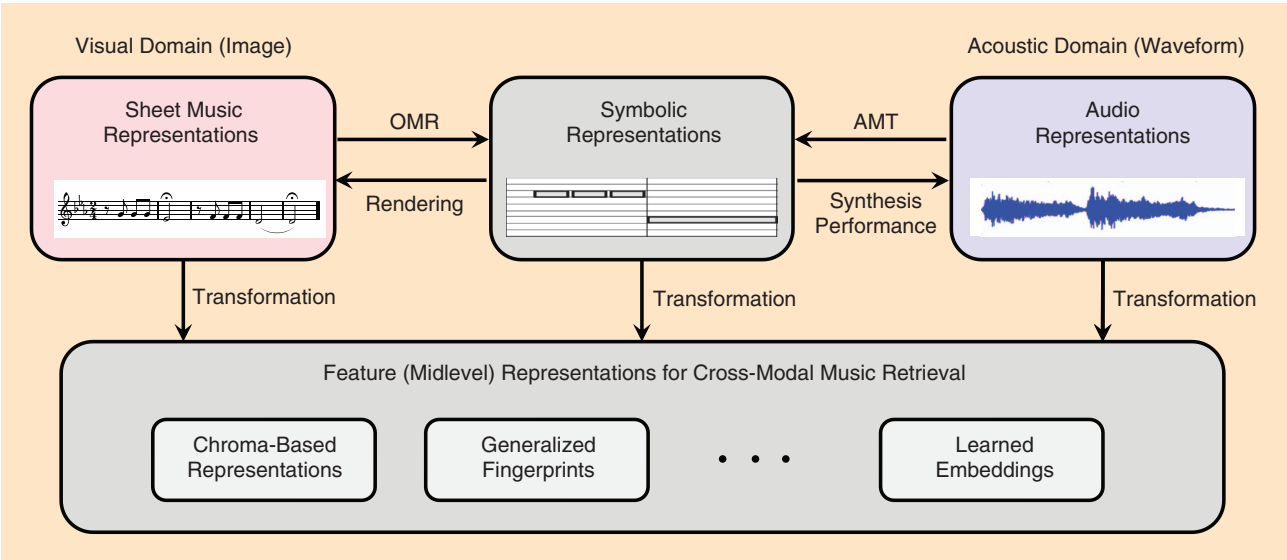 Visual Domain (Image)
Acoustic Domain (Waveform)
Sheet Music
Representations
OMR
Rendering
Symbolic
Representations
AMT
Synthesis
Performance
Audio
Representations
Transformation
Transformation
Transformation
Feature (Midlevel) Representations for Cross-Modal Music Retrieval
Chroma-Based
Representations
Generalized
Fingerprints
. . .
Learned
Embeddings